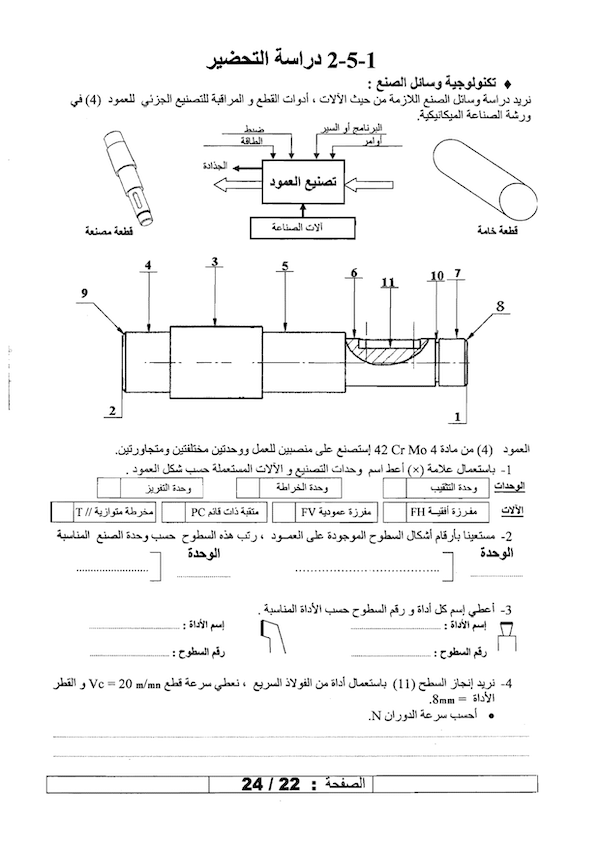 2-5-1 دراسة التحضير
♦ تكنولوجية وسائل الصنع :
نريد دراسة وسائل الصنع اللازمة من حيث الآلات ، أدوات القطع و المراقبة للتصنيع الجزئي للعمود (4) في
ورشة الصناعة الميكانيكية.
ضبط
البرنامج أو السير
الطاقة
أوامر
الجذاذة
تصنيع العمود
آلات الصناعة
قطعة خامة
قطعة مصنعة
9 4 3 5 6 11 10 7 8
2 1
العمود (4) من مادة 42 Cr Mo 4 إستصنع على منصبين للعمل ووحدتين مختلفتين ومتجاورتين.
1- باستعمال علامة (×) أعط اسم وحدات التصنيع و الآلات المستعملة حسب شكل العمود .
الوحدات وحدة التثقيب وحدة الخراطة وحدة التفريز
الآلات مفرزة أفقية FH مفرزة عمودية FV مثقبة ذات قائم PC مخرطة متوازية // T
2- مستعينا بأرقام أشكال السطوح الموجودة على العمود ، رتب هذه السطوح حسب وحدة الصنع المناسبة
الوحدة الوحدة
3- أعطي إسم كل أداة و رقم السطوح حسب الأداة المناسبة .
إسم الأداة : إسم الأداة :
رقم السطوح : رقم السطوح :
4- نريد إنجاز السطح (11) باستعمال أداة من الفولاذ السريع ، نعطي سرعة قطع Vc = 20 m/mn و القطر
الأداة = 8mm.
• أحسب سرعة الدوران N.
الصفحة : 22 / 24